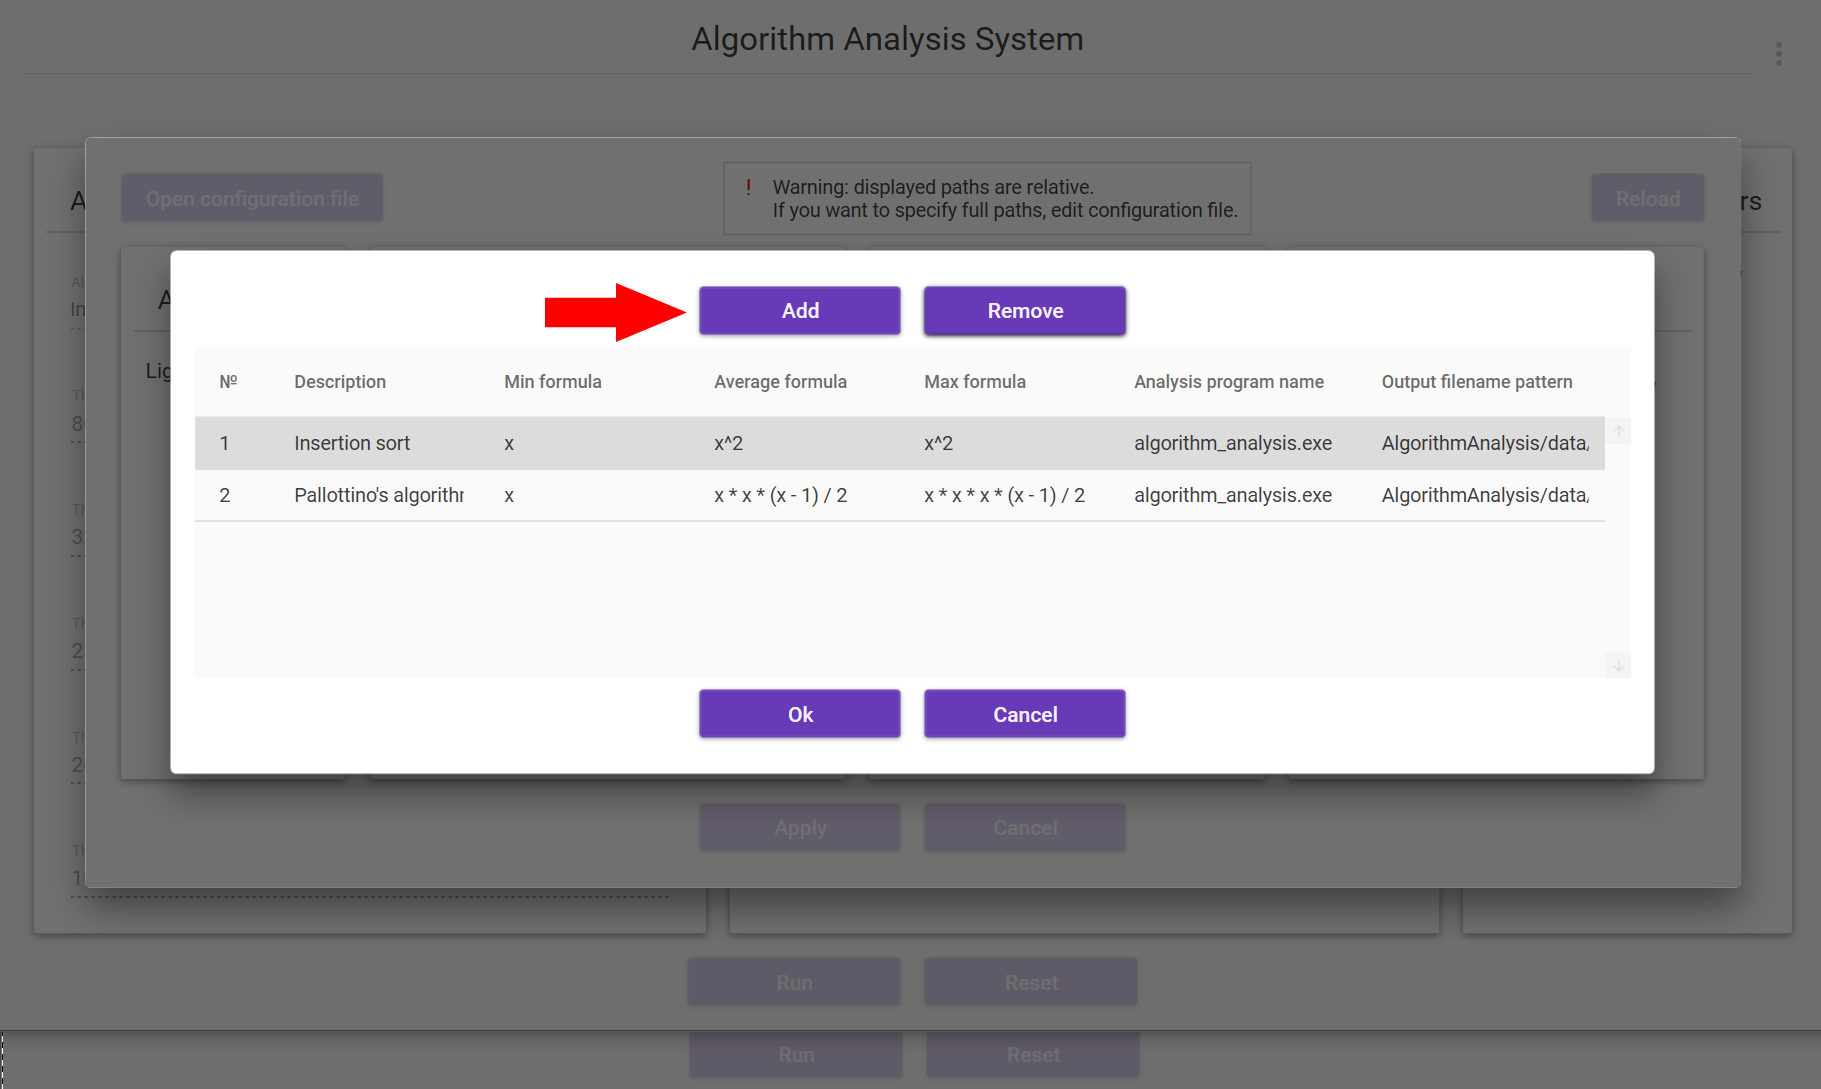 Algorithm Analysis System
Open configuration file
! Warning: displayed paths are relative.
If you want to specify full paths, edit configuration file.
Reload
Add
Remove
№ Description Min formula Average formula Max formula Analysis program name Output filename pattern
1 Insertion sort x x^2 x^2 algorithm_analysis.exe AlgorithmAnalysis/data/
2 Pallottino's algorith x x * x * (x - 1) / 2 x * x * x * (x - 1) / 2 algorithm_analysis.exe AlgorithmAnalysis/data/
Ok
Cancel
Apply
Cancel
Run
Reset
Run
Reset